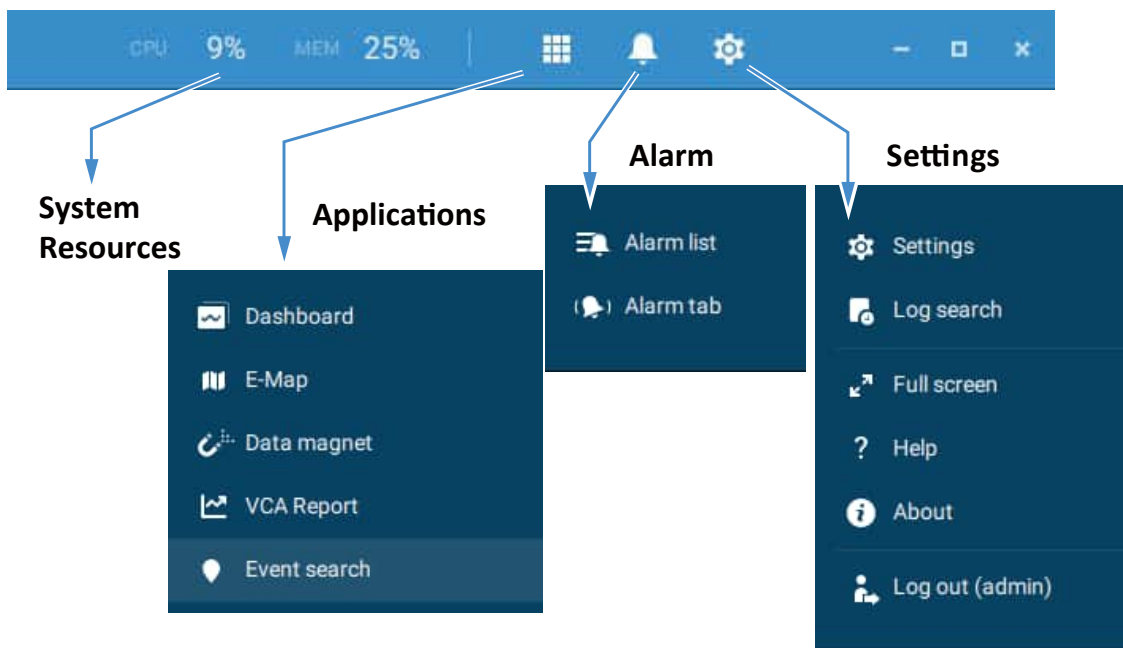 CPU 9% MEM 25%
System
Resources
Applications
Alarm
Settings
Dashboard
E-Map
Data magnet
VCA Report
Event search
Alarm list
Alarm tab
Settings
Log search
Full screen
? Help
About
Log out (admin)